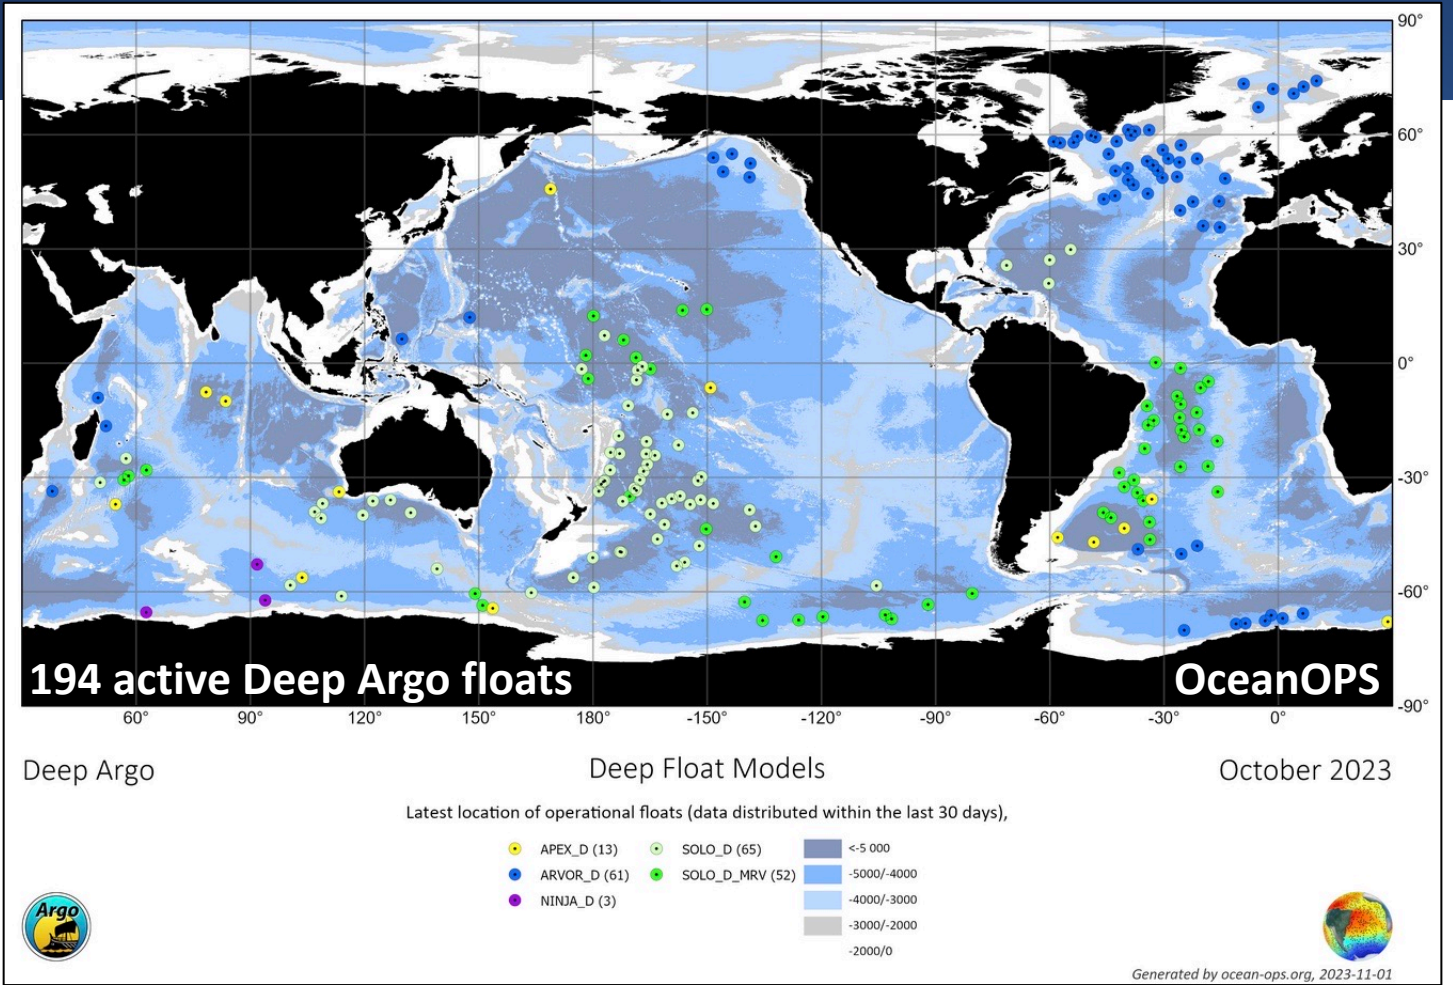 90°
60°
30°
0°
-30°
-60°
-90°
194 active Deep Argo floats
OceanOPS
60°
90°
120°
150°
180°
-150°
-120°
-90°
-60°
-30°
0°
Deep Argo
Deep Float Models
October 2023
Latest location of operational floats (data distributed within the last 30 days),
APEX_D (13)
SOLO_D (65)
<-5 000
ARVOR_D (61)
SOLO_D_MRV (52)
-5000/-4000
NINJA_D (3)
-4000/-3000
-3000/-2000
-2000/0
Argo
Generated by ocean-ops.org, 2023-11-01